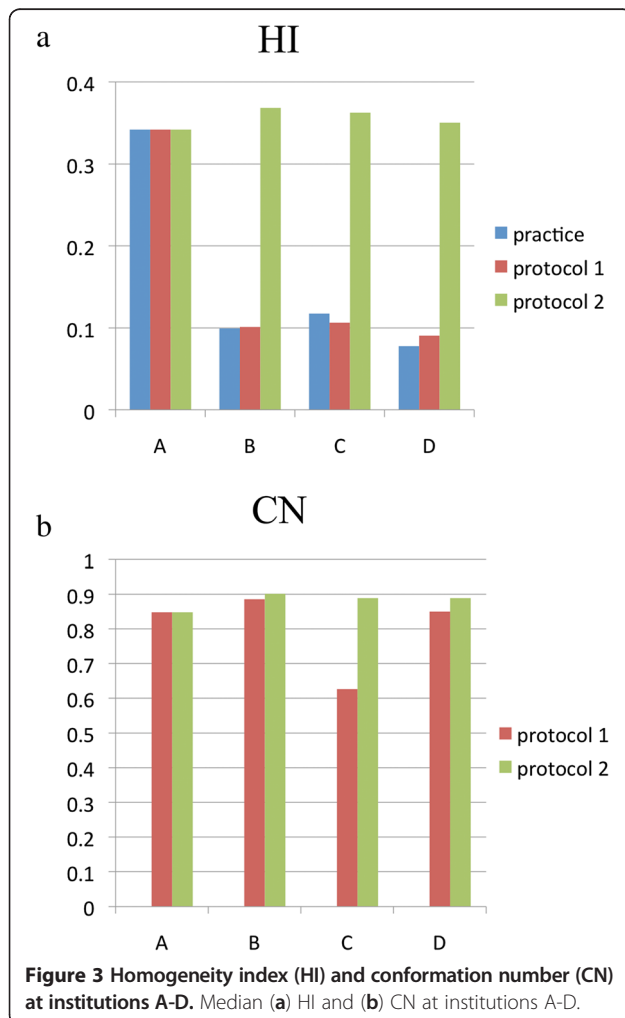 a
HI
0.4
0.3
0.2
0.1
0
practice
protocol 1
protocol 2
A B C D
b
CN
1
0.9
0.8
0.7
0.6
0.5
0.4
0.3
0.2
0.1
0
protocol 1
protocol 2
A B C D
Figure 3 Homogeneity index (HI) and conformation number (CN)
at institutions A-D. Median (a) HI and (b) CN at institutions A-D.